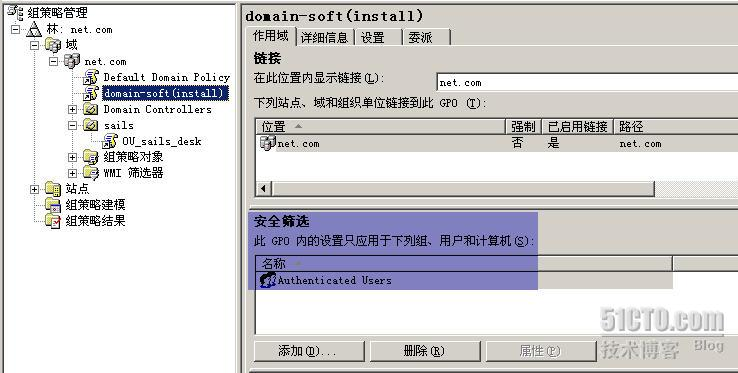 组策略管理
林: net.com
域
net.com
Default Domain Policy
domain-soft(install)
Domain Controllers
sails
OV_sails_desk
组策略对象
WMI 筛选器
站点
组策略建模
组策略结果
domain-soft(install)
作用域 详细信息 设置 委派
链接
在此位置内显示链接(L): net.com
下列站点、域和组织单位链接到此 GPO (T):
位置 强制 已启用链接 路径
net.com 否 是 net.com
安全筛选
此 GPO 内的设置只应用于下列组、用户和计算机(S):
名称
Authenticated Users
添加(D)... 删除(R) 属性(P)
51CTO.com
技术博客 Blog